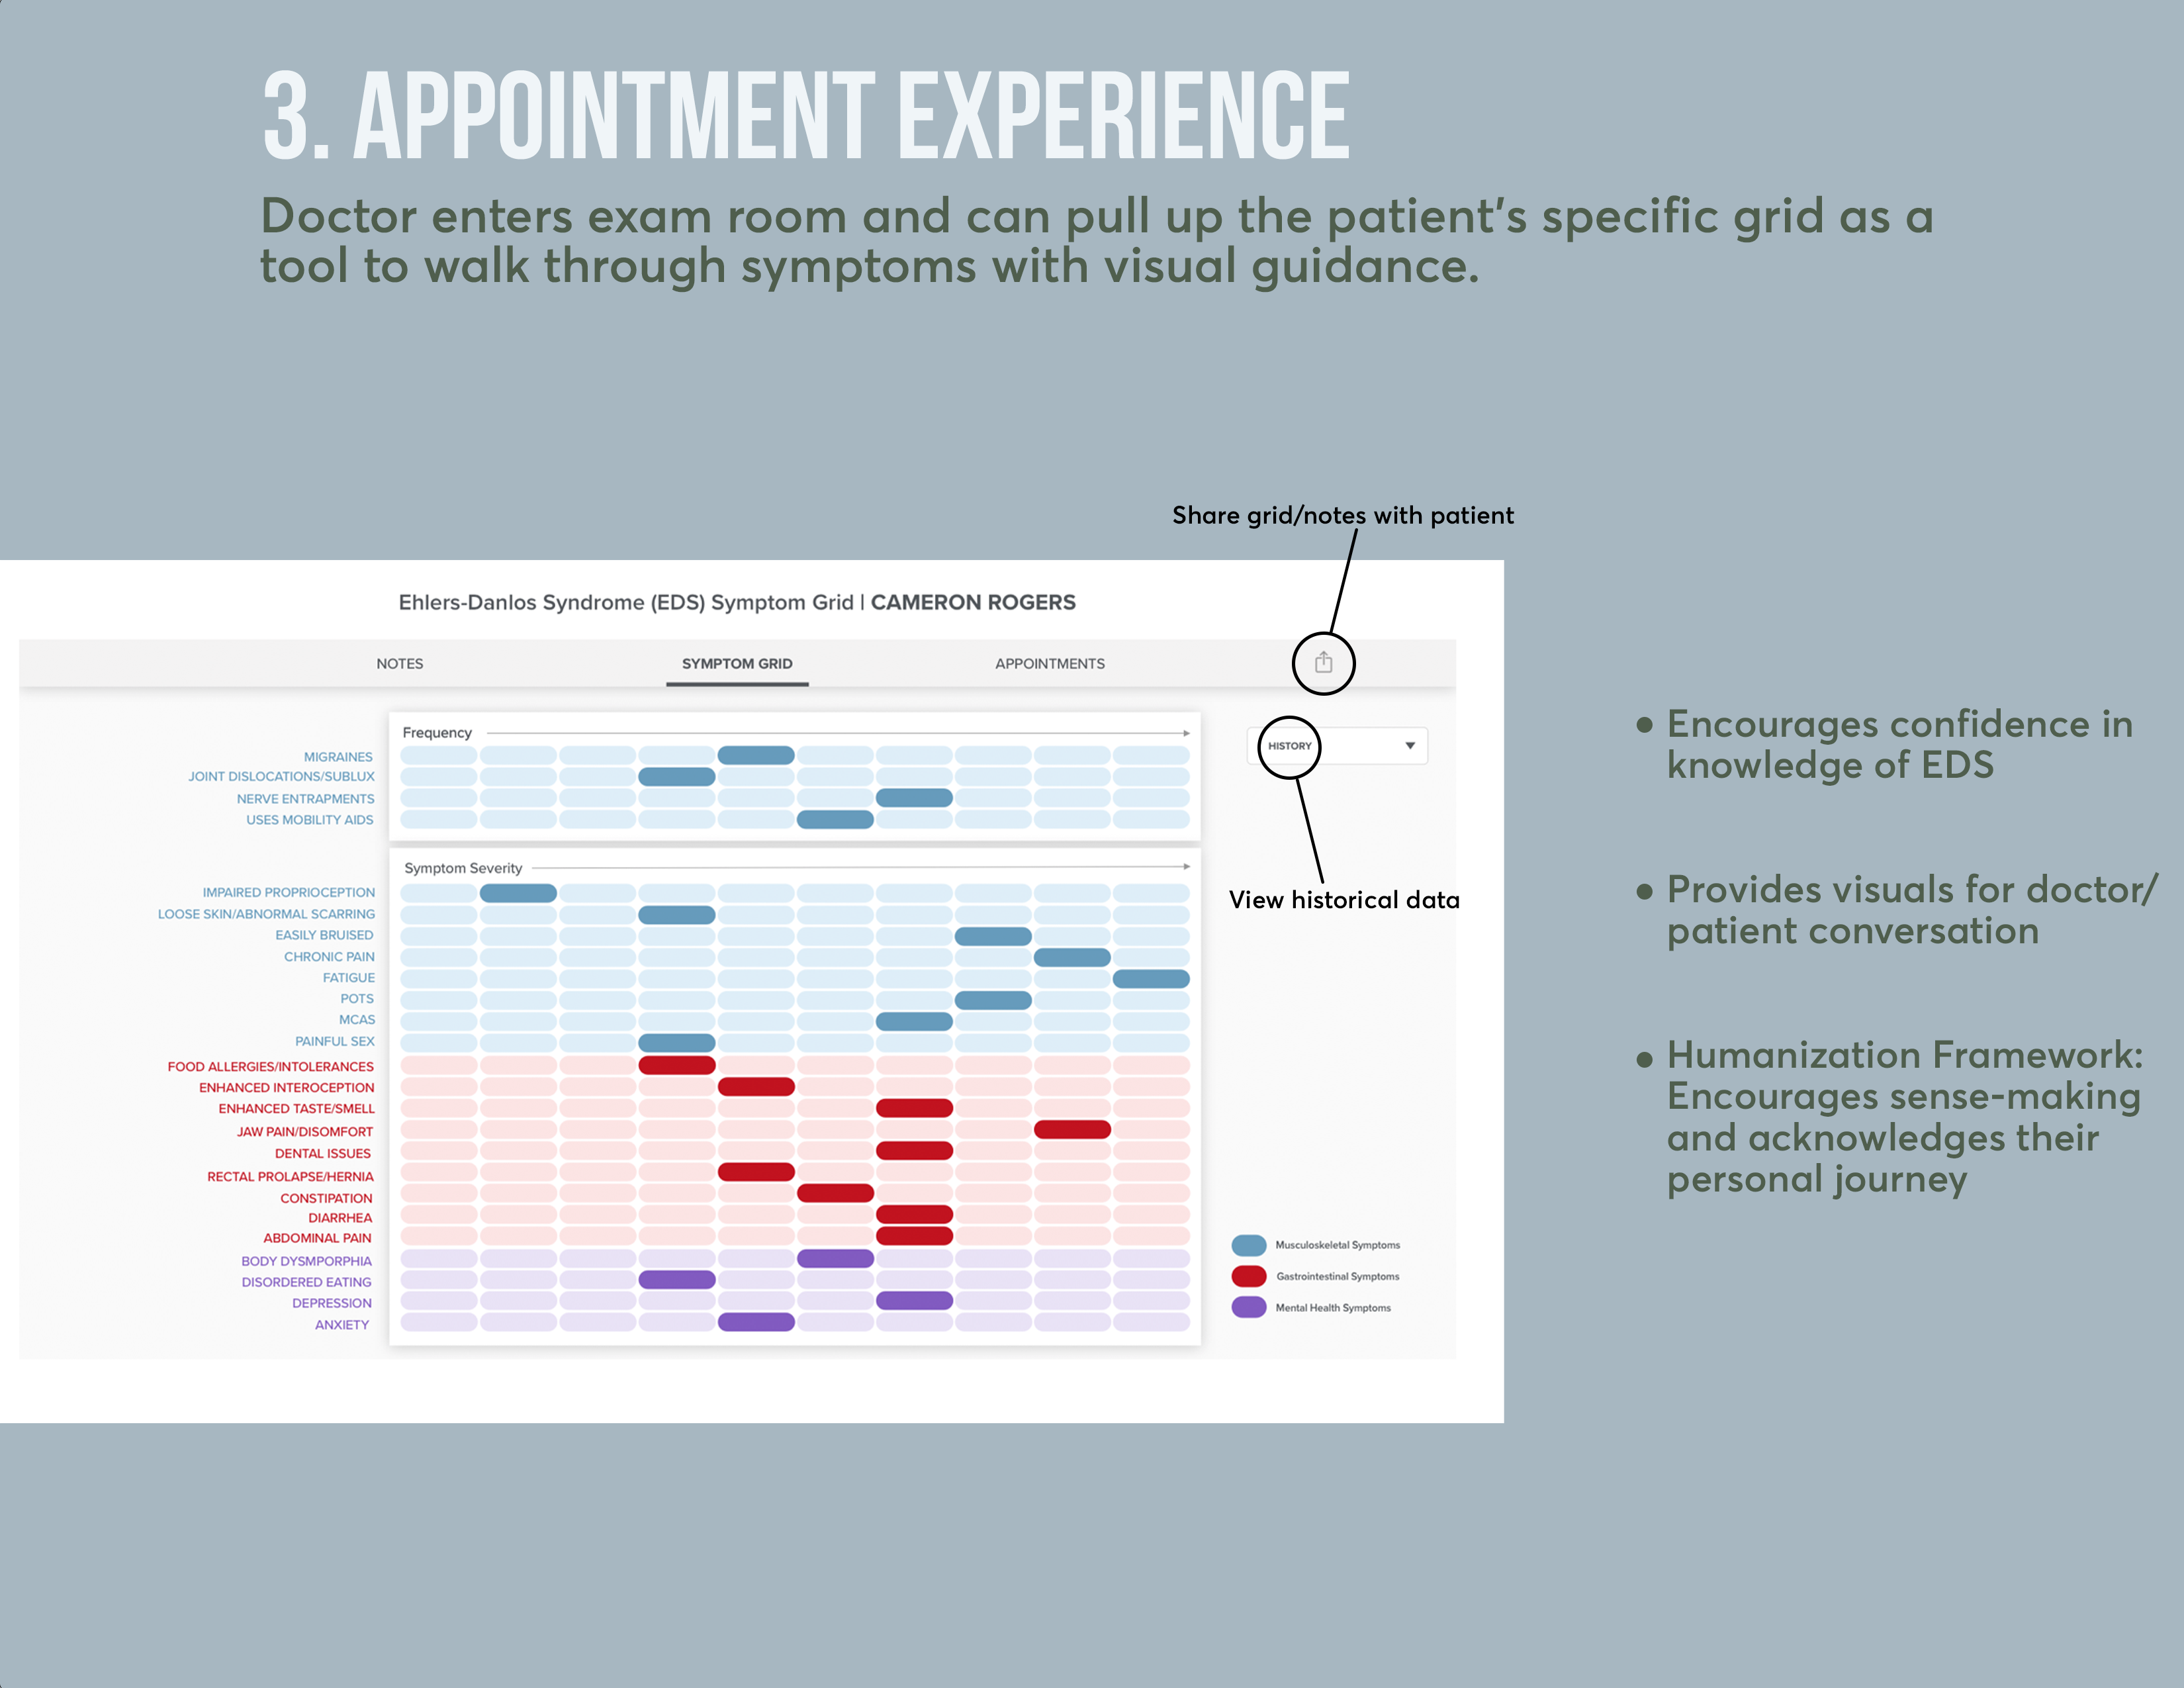 3. APPOINTMENT EXPERIENCE
Doctor enters exam room and can pull up the patient's specific grid as a
tool to walk through symptoms with visual guidance.
Share grid/notes with patient
Ehlers-Danlos Syndrome (EDS) Symptom Grid | CAMERON ROGERS
NOTES
SYMPTOM GRID
APPOINTMENTS
Frequency
HISTORY
MIGRAINES
JOINT DISLOCATIONS/SUBLUX
NERVE ENTRAPMENTS
USES MOBILITY AIDS
Symptom Severity
View historical data
IMPAIRED PROPRIOCEPTION
LOOSE SKIN/ABNORMAL SCARRING
EASILY BRUISED
CHRONIC PAIN
FATIGUE
POTS
MCAS
PAINFUL SEX
FOOD ALLERGIES/INTOLERANCES
ENHANCED INTEROCEPTION
ENHANCED TASTE/SMELL
JAW PAIN/DISOMFORT
DENTAL ISSUES
RECTAL PROLAPSE/HERNIA
CONSTIPATION
DIARRHEA
ABDOMINAL PAIN
BODY DYSMPORPHIA
DISORDERED EATING
DEPRESSION
ANXIETY
Musculoskeletal Symptoms
Gastrointestinal Symptoms
Mental Health Symptoms
• Encourages confidence in
knowledge of EDS
• Provides visuals for doctor/
patient conversation
• Humanization Framework:
Encourages sense-making
and acknowledges their
personal journey